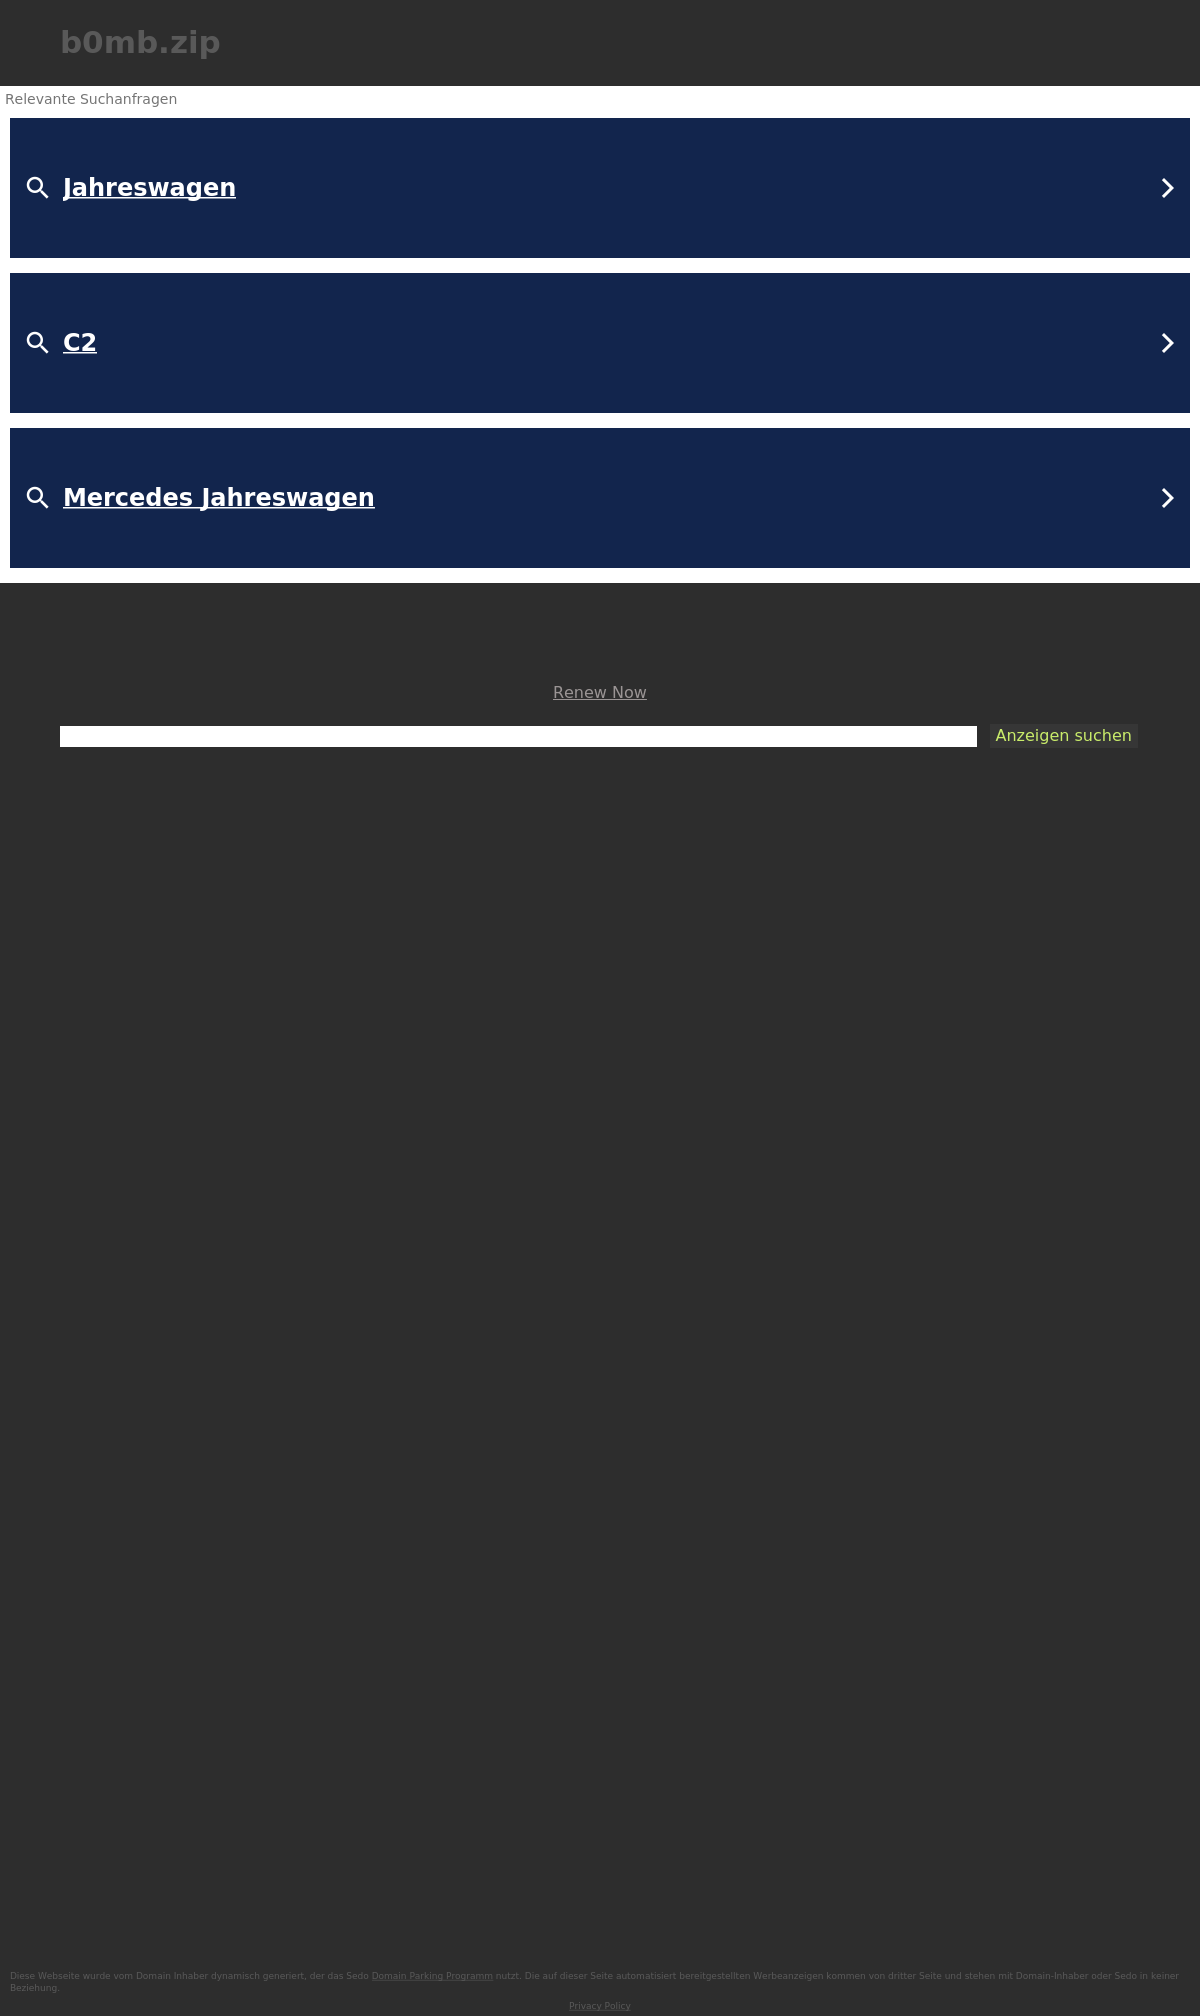 b0mb.zip
Relevante Suchanfragen
Jahreswagen
C2
Mercedes Jahreswagen
Renew Now
Anzeigen suchen
Diese Webseite wurde vom Domain Inhaber dynamisch generiert, der das Sedo Domain Parking Programm nutzt. Die auf dieser Seite automatisiert bereitgestellten Werbeanzeigen kommen von dritter Seite und stehen mit Domain-Inhaber oder Sedo in keiner
Beziehung.
Privacy Policy